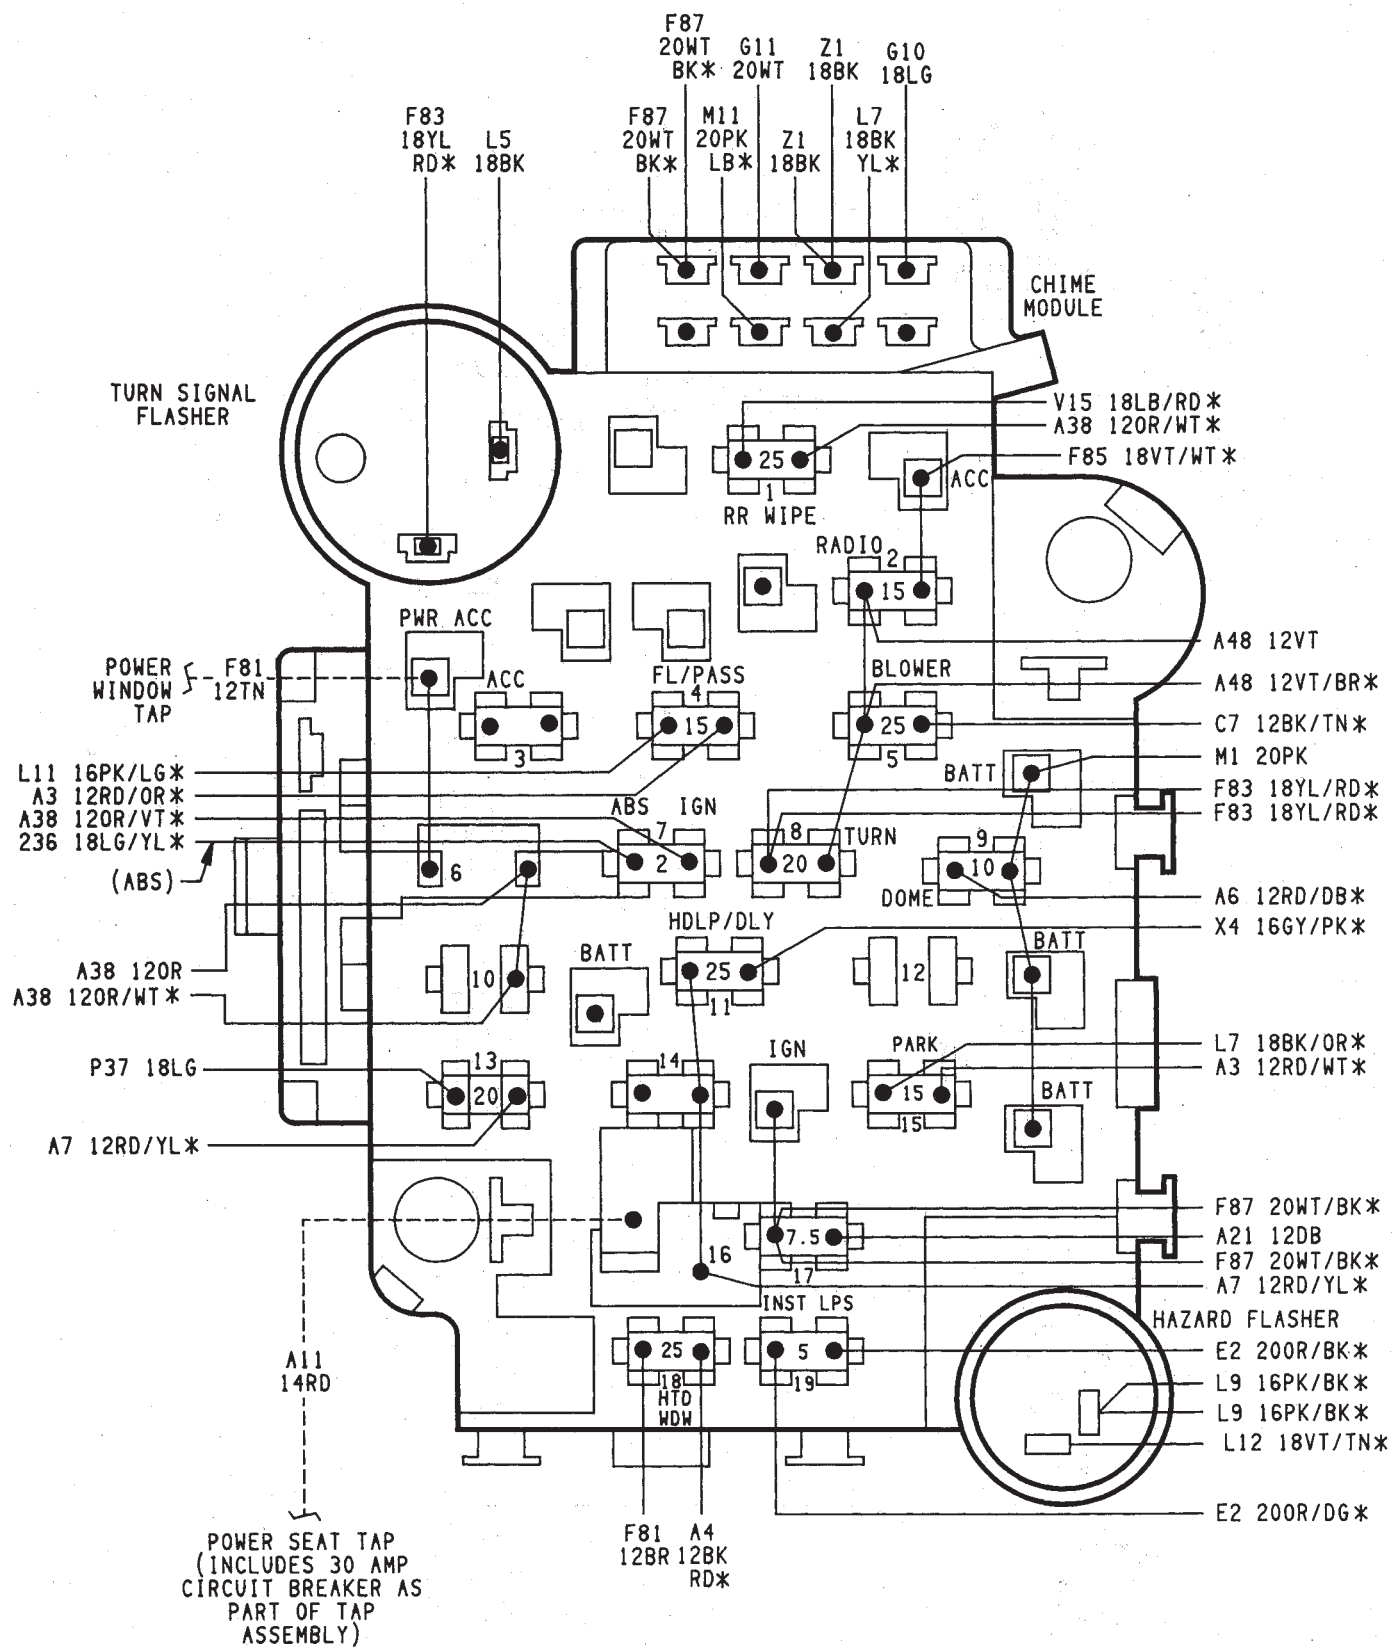 F87
20WT
BK*
G11
20WT
Z1
18BK
G10
18LG
F83
18YL
RD*
L5
18BK
F87
20WT
BK*
M11
20PK
LB*
Z1
18BK
L7
18BK
YL*
CHIME
MODULE
TURN SIGNAL
FLASHER
V15 18LB/RD*
A38 12OR/WT*
F85 18VT/WT*
25
1
RR WIPE
ACC
RADIO
2
15
PWR ACC
POWER
WINDOW
TAP
F81
12TN
ACC
3
FL/PASS
4
15
BLOWER
25
5
A48 12VT
A48 12VT/BR*
C7 12BK/TN*
M1 20PK
BATT
F83 18YL/RD*
F83 18YL/RD*
L11 16PK/LG*
A3 12RD/OR*
A38 12OR/VT*
236 18LG/YL*
(ABS)
ABS
IGN
7
2
8
20
TURN
9
10
DOME
6
A6 12RD/DB*
X4 16GY/PK*
HDLP/DLY
25
11
BATT
BATT
A38 12OR
A38 12OR/WT*
10
12
P37 18LG
13
20
14
IGN
PARK
15
15
L7 18BK/OR*
A3 12RD/WT*
BATT
A7 12RD/YL*
7.5
16
17
F87 20WT/BK*
A21 12DB
F87 20WT/BK*
A7 12RD/YL*
INST LPS
HAZARD FLASHER
25
18
HTD
WDW
5
19
E2 20OR/BK*
L9 16PK/BK*
L9 16PK/BK*
L12 18VT/TN*
A11
14RD
E2 20OR/DG*
F81
12BR
A4
12BK
RD*
POWER SEAT TAP
(INCLUDES 30 AMP
CIRCUIT BREAKER AS
PART OF TAP
ASSEMBLY)